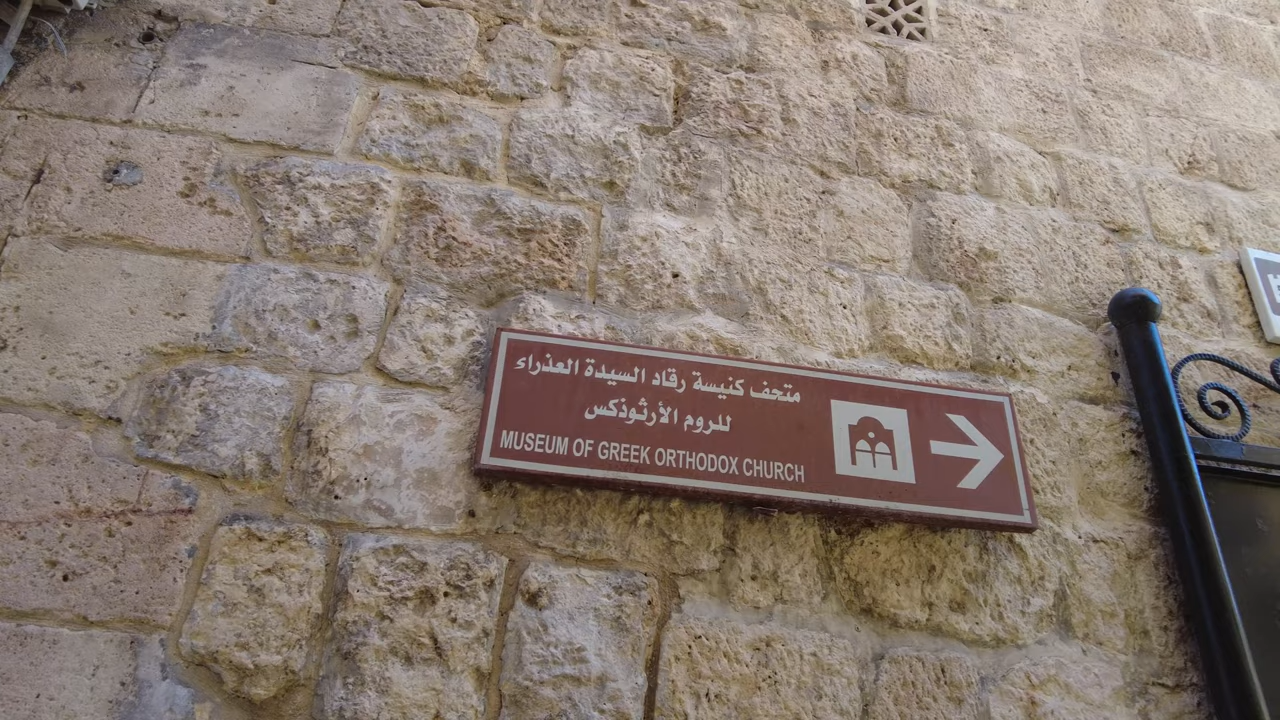 متحف كنيسة رقاد السيدة العذراء
للروم الأرثوذكس
MUSEUM OF GREEK ORTHODOX CHURCH